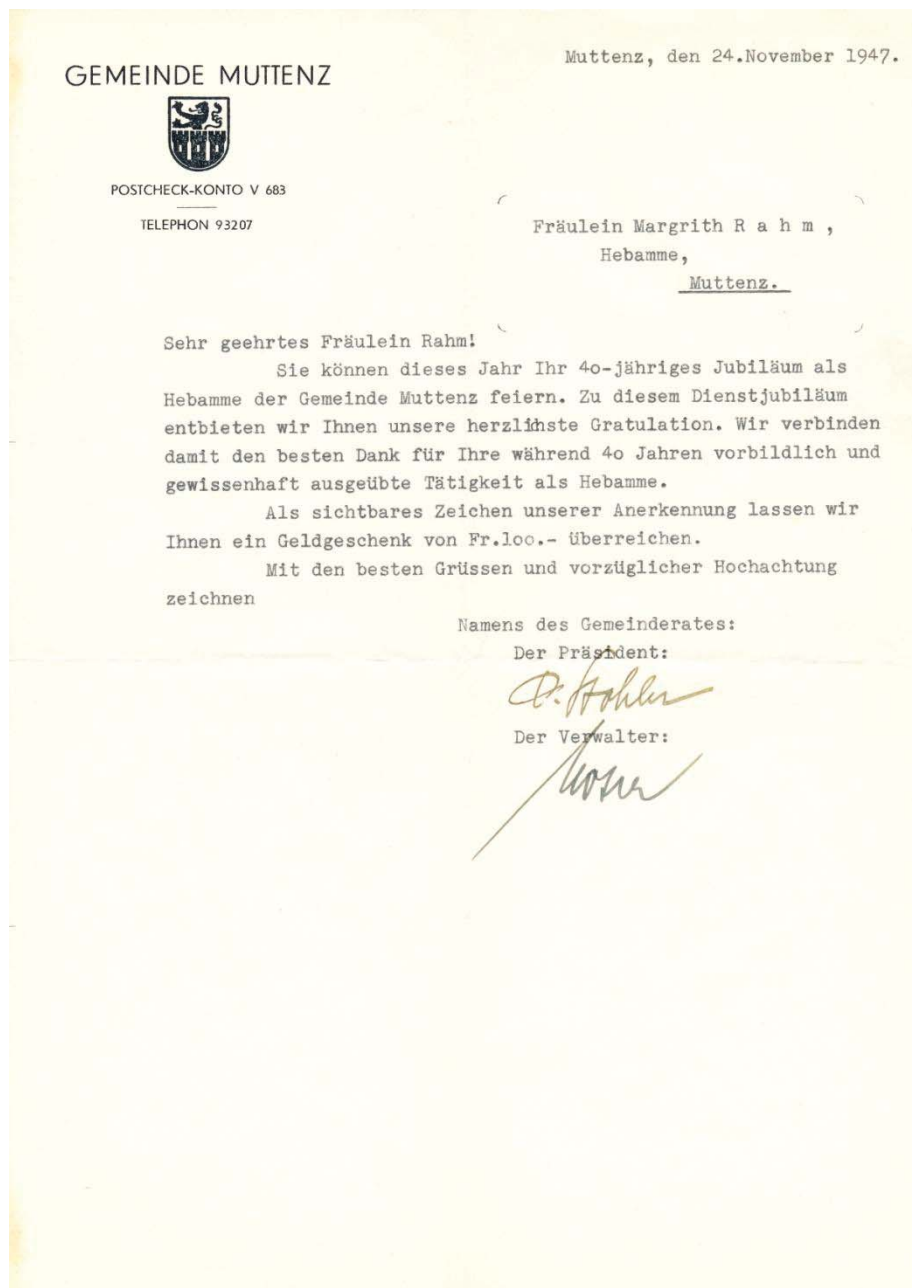 Muttenz, den 24.November 1947.
GEMEINDE MUTTENZ
POSTCHECK-KONTO V 683
TELEPHON 93207
Fräulein Margrith R a h m ,
Hebamme,
Muttenz.
Sehr geehrtes Fräulein Rahm!
Sie können dieses Jahr Ihr 4o-jähriges Jubiläum als
Hebamme der Gemeinde Muttenz feiern. Zu diesem Dienstjubiläum
entbieten wir Ihnen unsere herzlichste Gratulation. Wir verbinden
damit den besten Dank für Ihre während 4o Jahren vorbildlich und
gewissenhaft ausgeübte Tätigkeit als Hebamme.
Als sichtbares Zeichen unserer Anerkennung lassen wir
Ihnen ein Geldgeschenk von Fr.loo.- überreichen.
Mit den besten Grüssen und vorzüglicher Hochachtung
zeichnen
Namens des Gemeinderates:
Der Präsident:
Stohler
Der Verwalter:
Moser